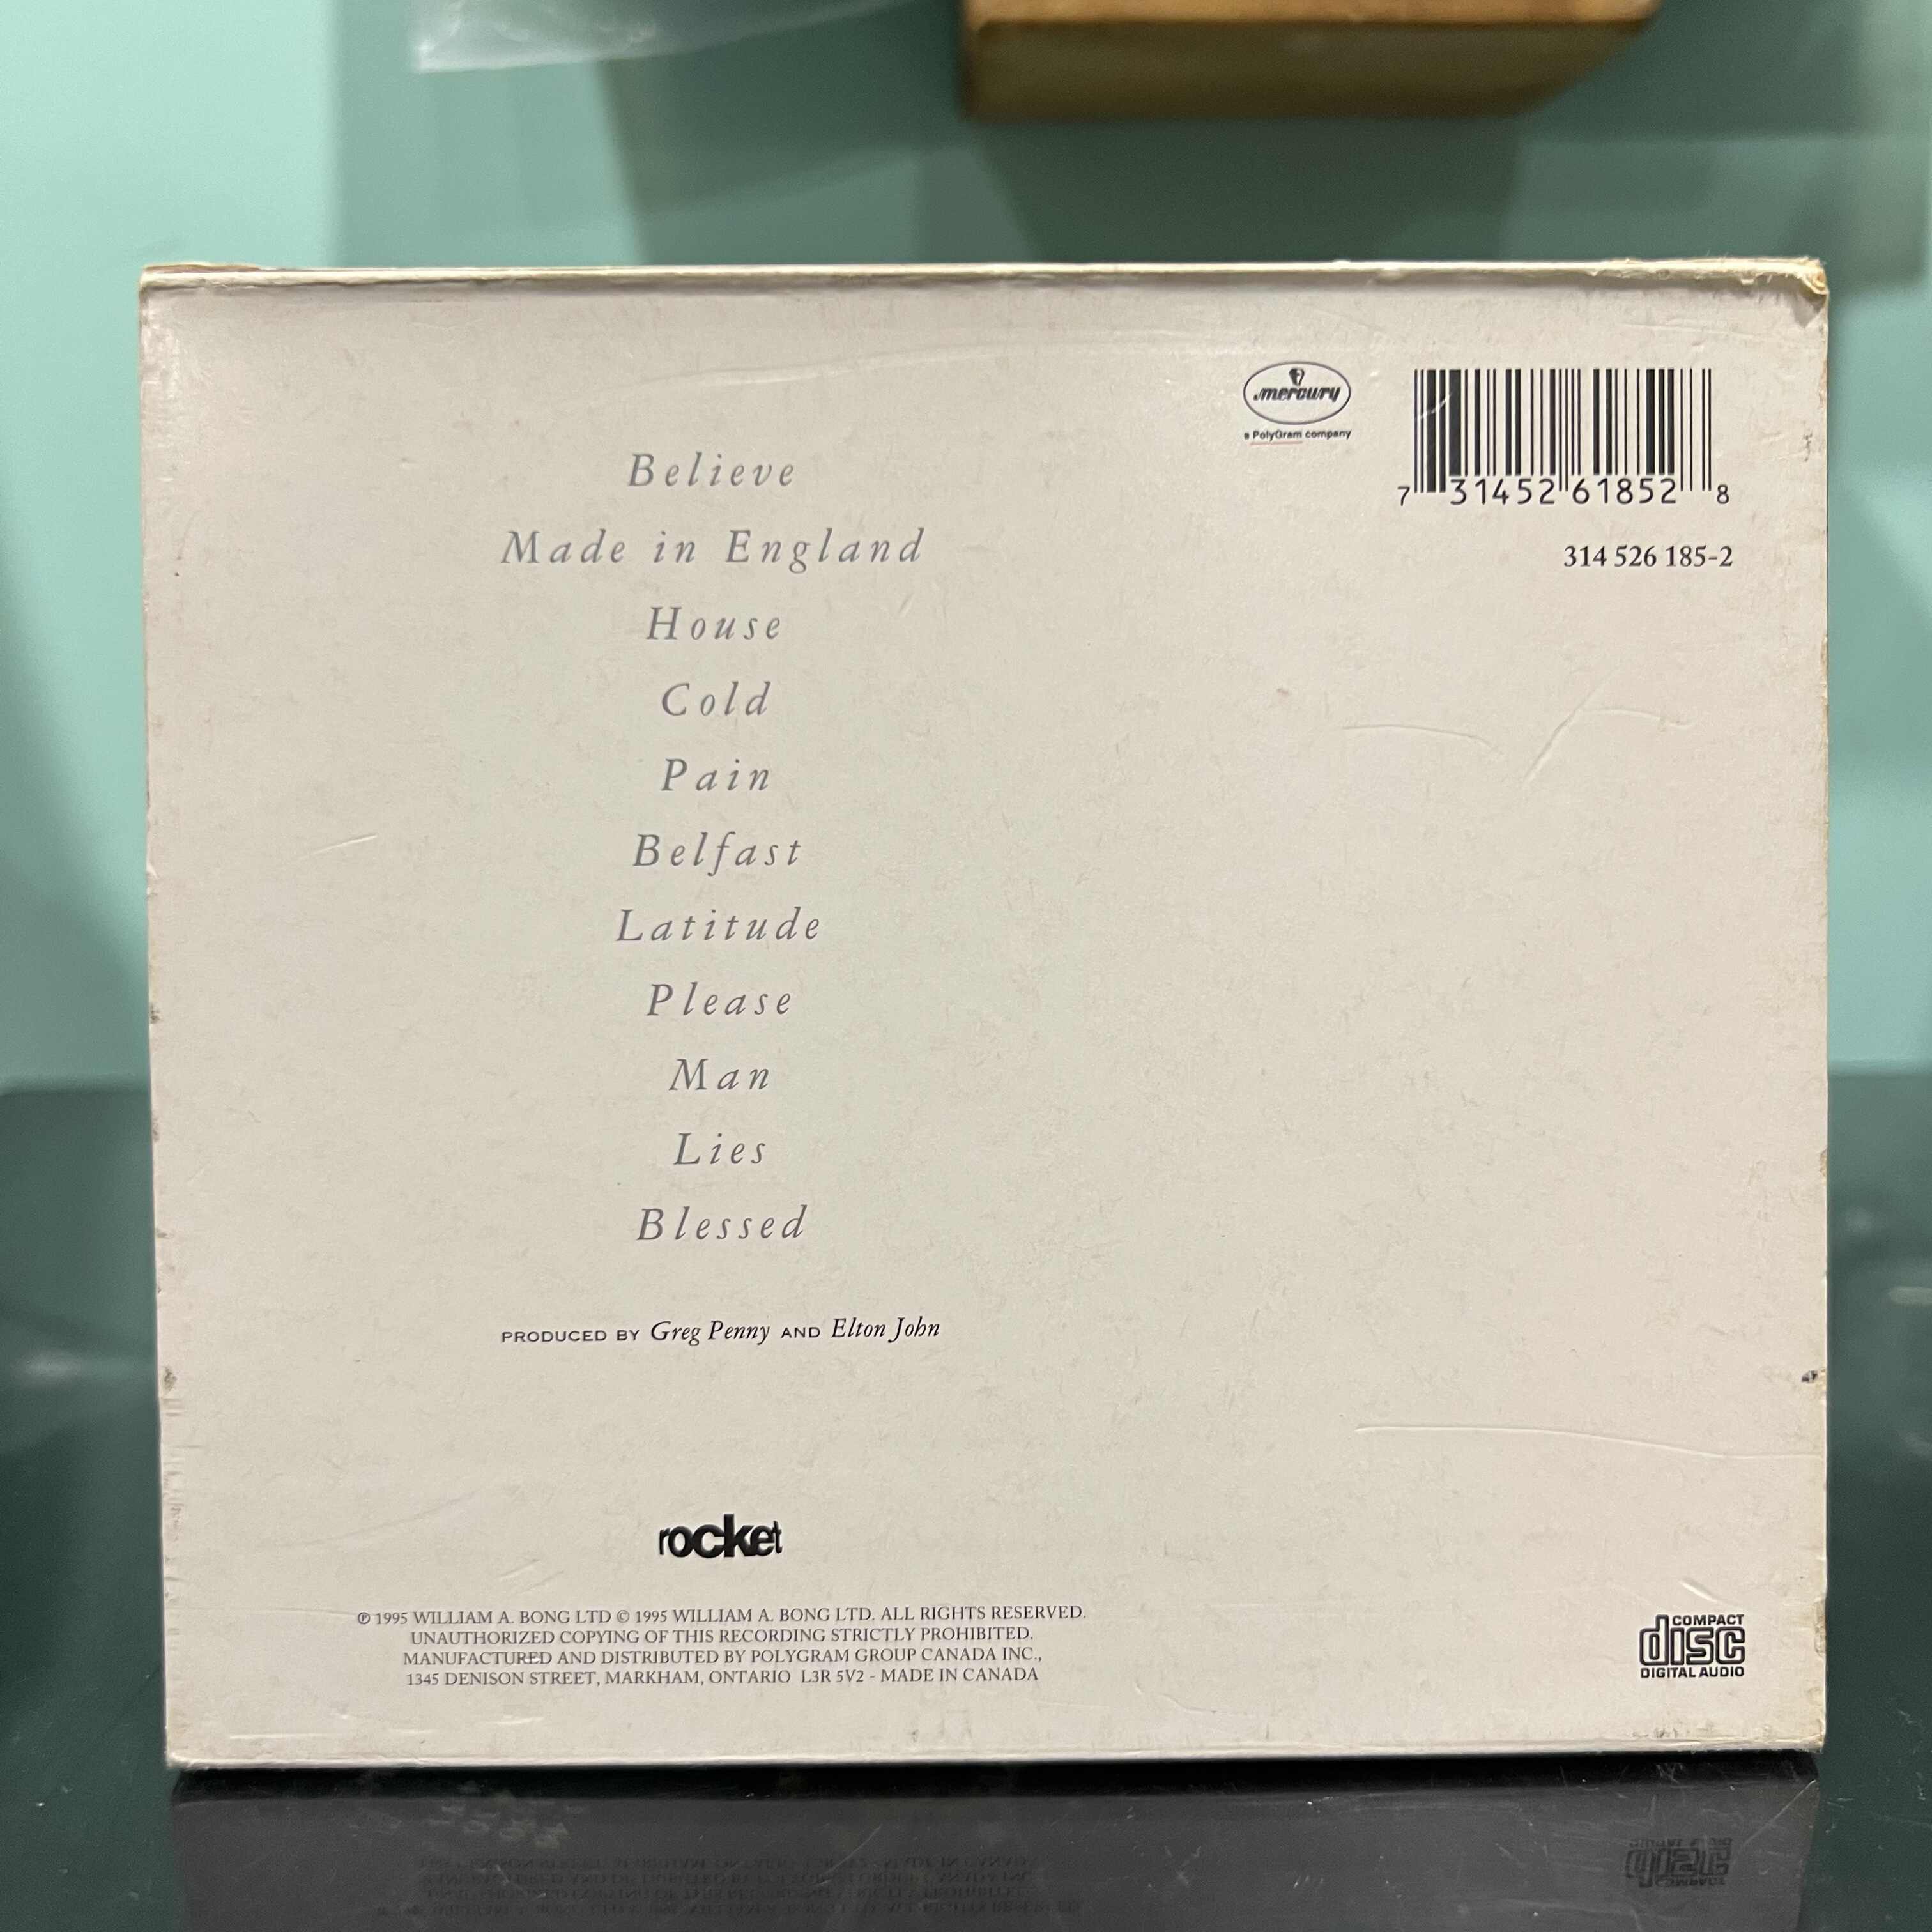 mercury
a PolyGram company
7 31452 61852 8
314 526 185-2
Believe
Made in England
House
Cold
Pain
Belfast
Latitude
Please
Man
Lies
Blessed
PRODUCED BY Greg Penny AND Elton John
rocket
℗ 1995 WILLIAM A. BONG LTD © 1995 WILLIAM A. BONG LTD. ALL RIGHTS RESERVED.
UNAUTHORIZED COPYING OF THIS RECORDING STRICTLY PROHIBITED.
MANUFACTURED AND DISTRIBUTED BY POLYGRAM GROUP CANADA INC.,
1345 DENISON STREET, MARKHAM, ONTARIO L3R 5V2 - MADE IN CANADA
COMPACT
disc
DIGITAL AUDIO